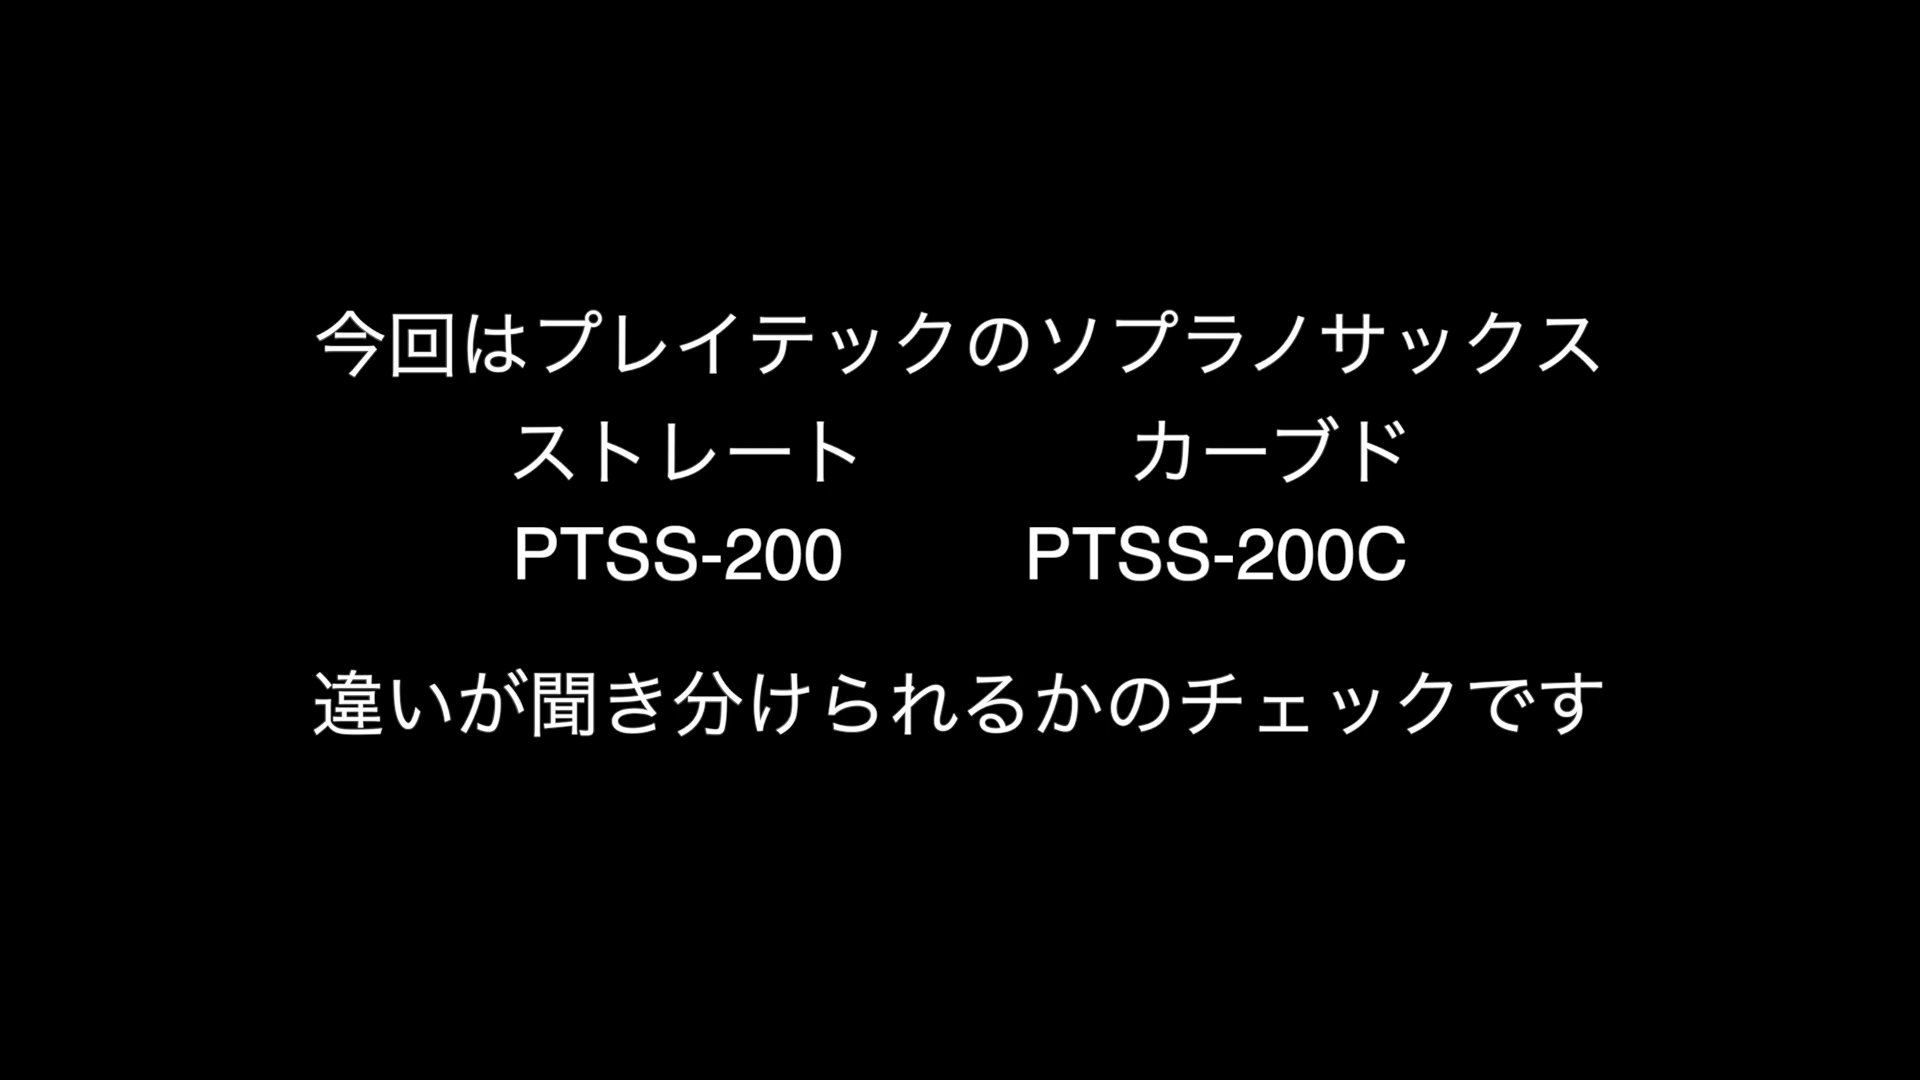 今回はプレイテックのソプラノサックス
ストレート カーブド
PTSS-200 PTSS-200C
違いが聞き分けられるかのチェックです